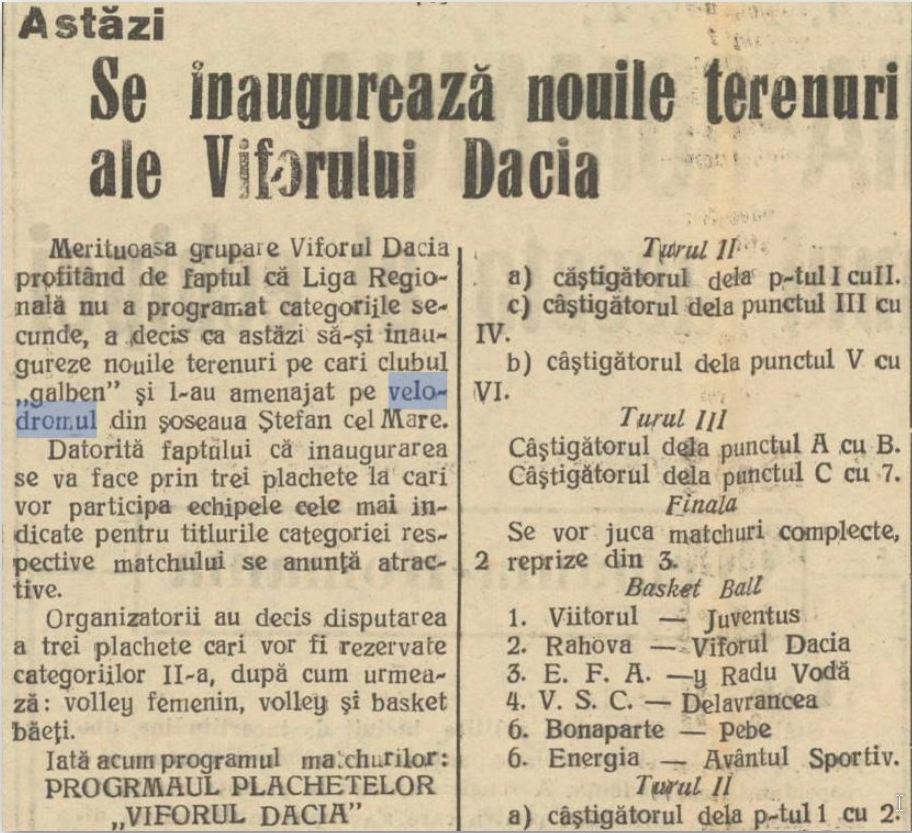 Astăzi
Se inaugurează nouile terenuri
ale Viforului Dacia
Merituoasa grupare Viforul Dacia
profitând de faptul că Liga Regio-
nală nu a programat categoriile se-
cunde, a decis ca astăzi să-și inau-
gureze nouile terenuri pe cari clubul
„galben” și l-au amenajat pe velo-
dromul din șoseaua Ștefan cel Mare.
Datorită faptului că inaugurarea
se va face prin trei plachete la cari
vor participa echipele cele mai in-
dicate pentru titlurile categoriei res-
pective matchului se anunță atrac-
tive.
Organizatorii au decis disputarea
a trei plachete cari vor fi rezervate
categoriilor II-a, după cum urmea-
ză: volley femenin, volley și basket
băeți.
Iată acum programul matchurilor:
PROGRMAUL PLACHETELOR
„VIFORUL DACIA”
Turul II
a) câștigătorul dela p-tul I cu II.
c) câștigătorul dela punctul III cu
IV.
b) câștigătorul dela punctul V cu
VI.
Turul III
Câștigătorul dela punctul A cu B.
Câștigătorul dela punctul C cu 7.
Finala
Se vor juca matchuri complecte,
2 reprize din 3.
Basket Ball
1. Viitorul — Juventus
2. Rahova — Viforul Dacia
3. E. F. A. —y Radu Vodă
4. V. S. C. — Delavrancea
6. Bonaparte — Pebe
6. Energia — Avântul Sportiv.
Turul II
a) câștigătorul dela p-tul 1 cu 2.